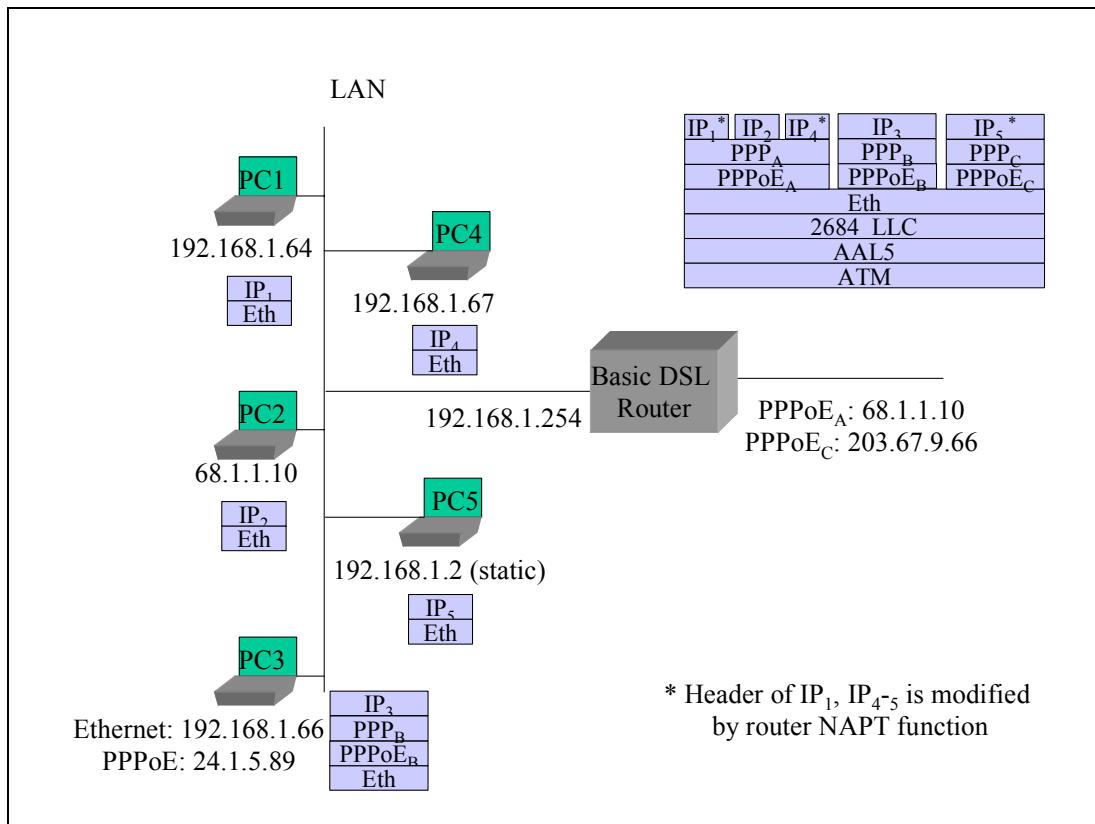 LAN
PC1
192.168.1.64
IP1
Eth
PC4
192.168.1.67
IP4
Eth
IP1*
IP2
IP4*
IP3
IP5*
PPPA
PPPB
PPPC
PPPoEA
PPPoEB
PPPoEC
Eth
2684 LLC
AAL5
ATM
PC2
68.1.1.10
IP2
Eth
192.168.1.254
Basic DSL
Router
PPPoEA: 68.1.1.10
PPPoEC: 203.67.9.66
PC5
192.168.1.2 (static)
IP5
Eth
PC3
Ethernet: 192.168.1.66
PPPoE: 24.1.5.89
IP3
PPPB
PPPoEB
Eth
* Header of IP1, IP4-5 is modified
by router NAPT function